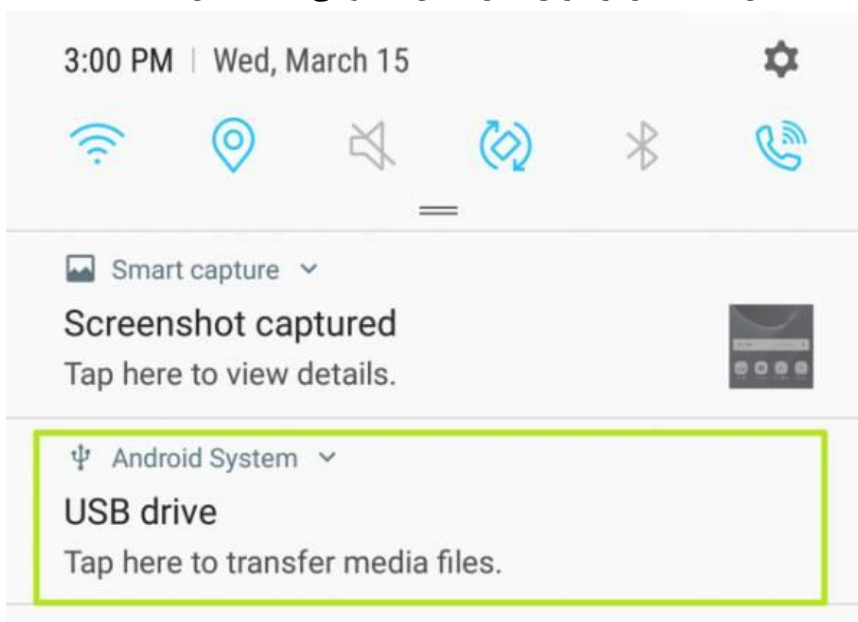 3:00 PM | Wed, March 15
Smart capture
Screenshot captured
Tap here to view details.
Android System
USB drive
Tap here to transfer media files.